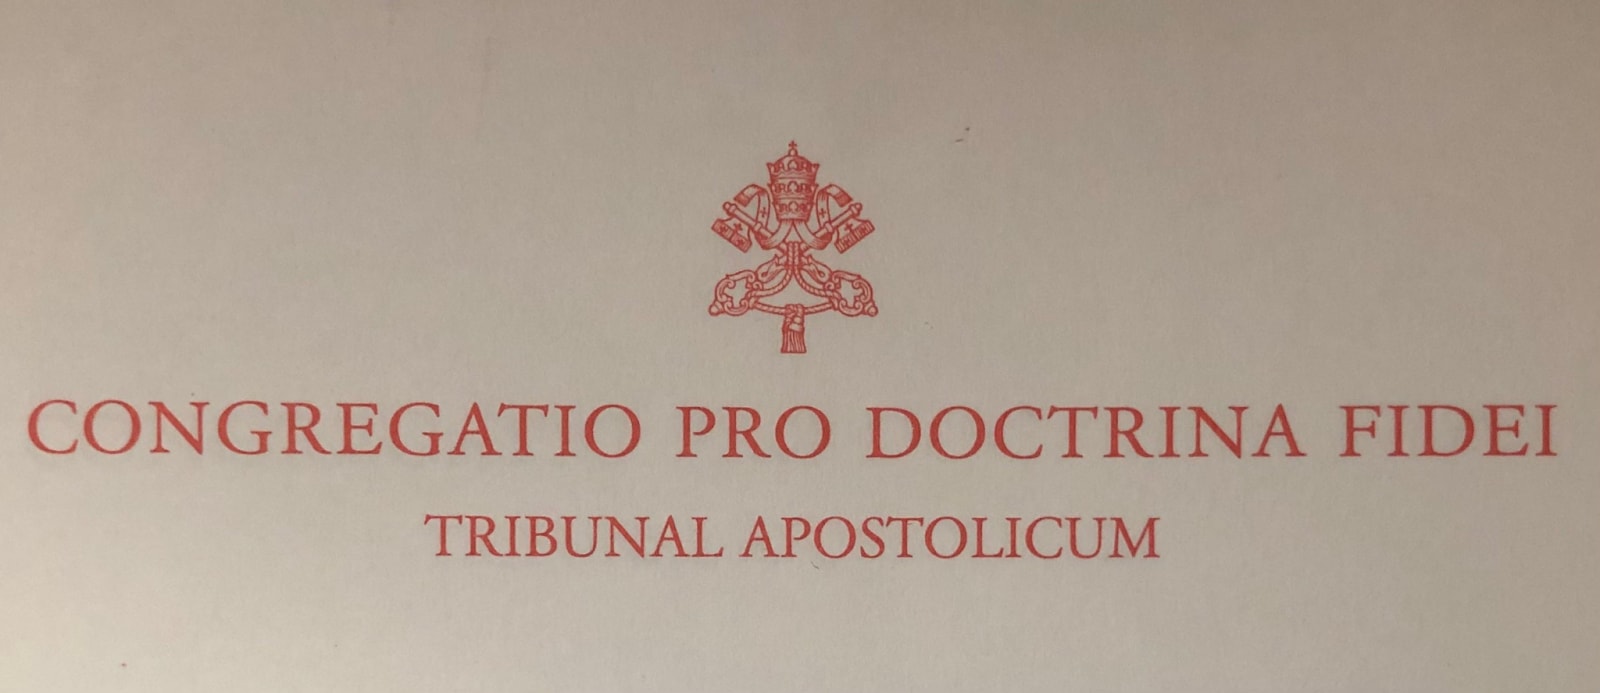 CONGREGATIO PRO DOCTRINA FIDEI
TRIBUNAL APOSTOLICUM